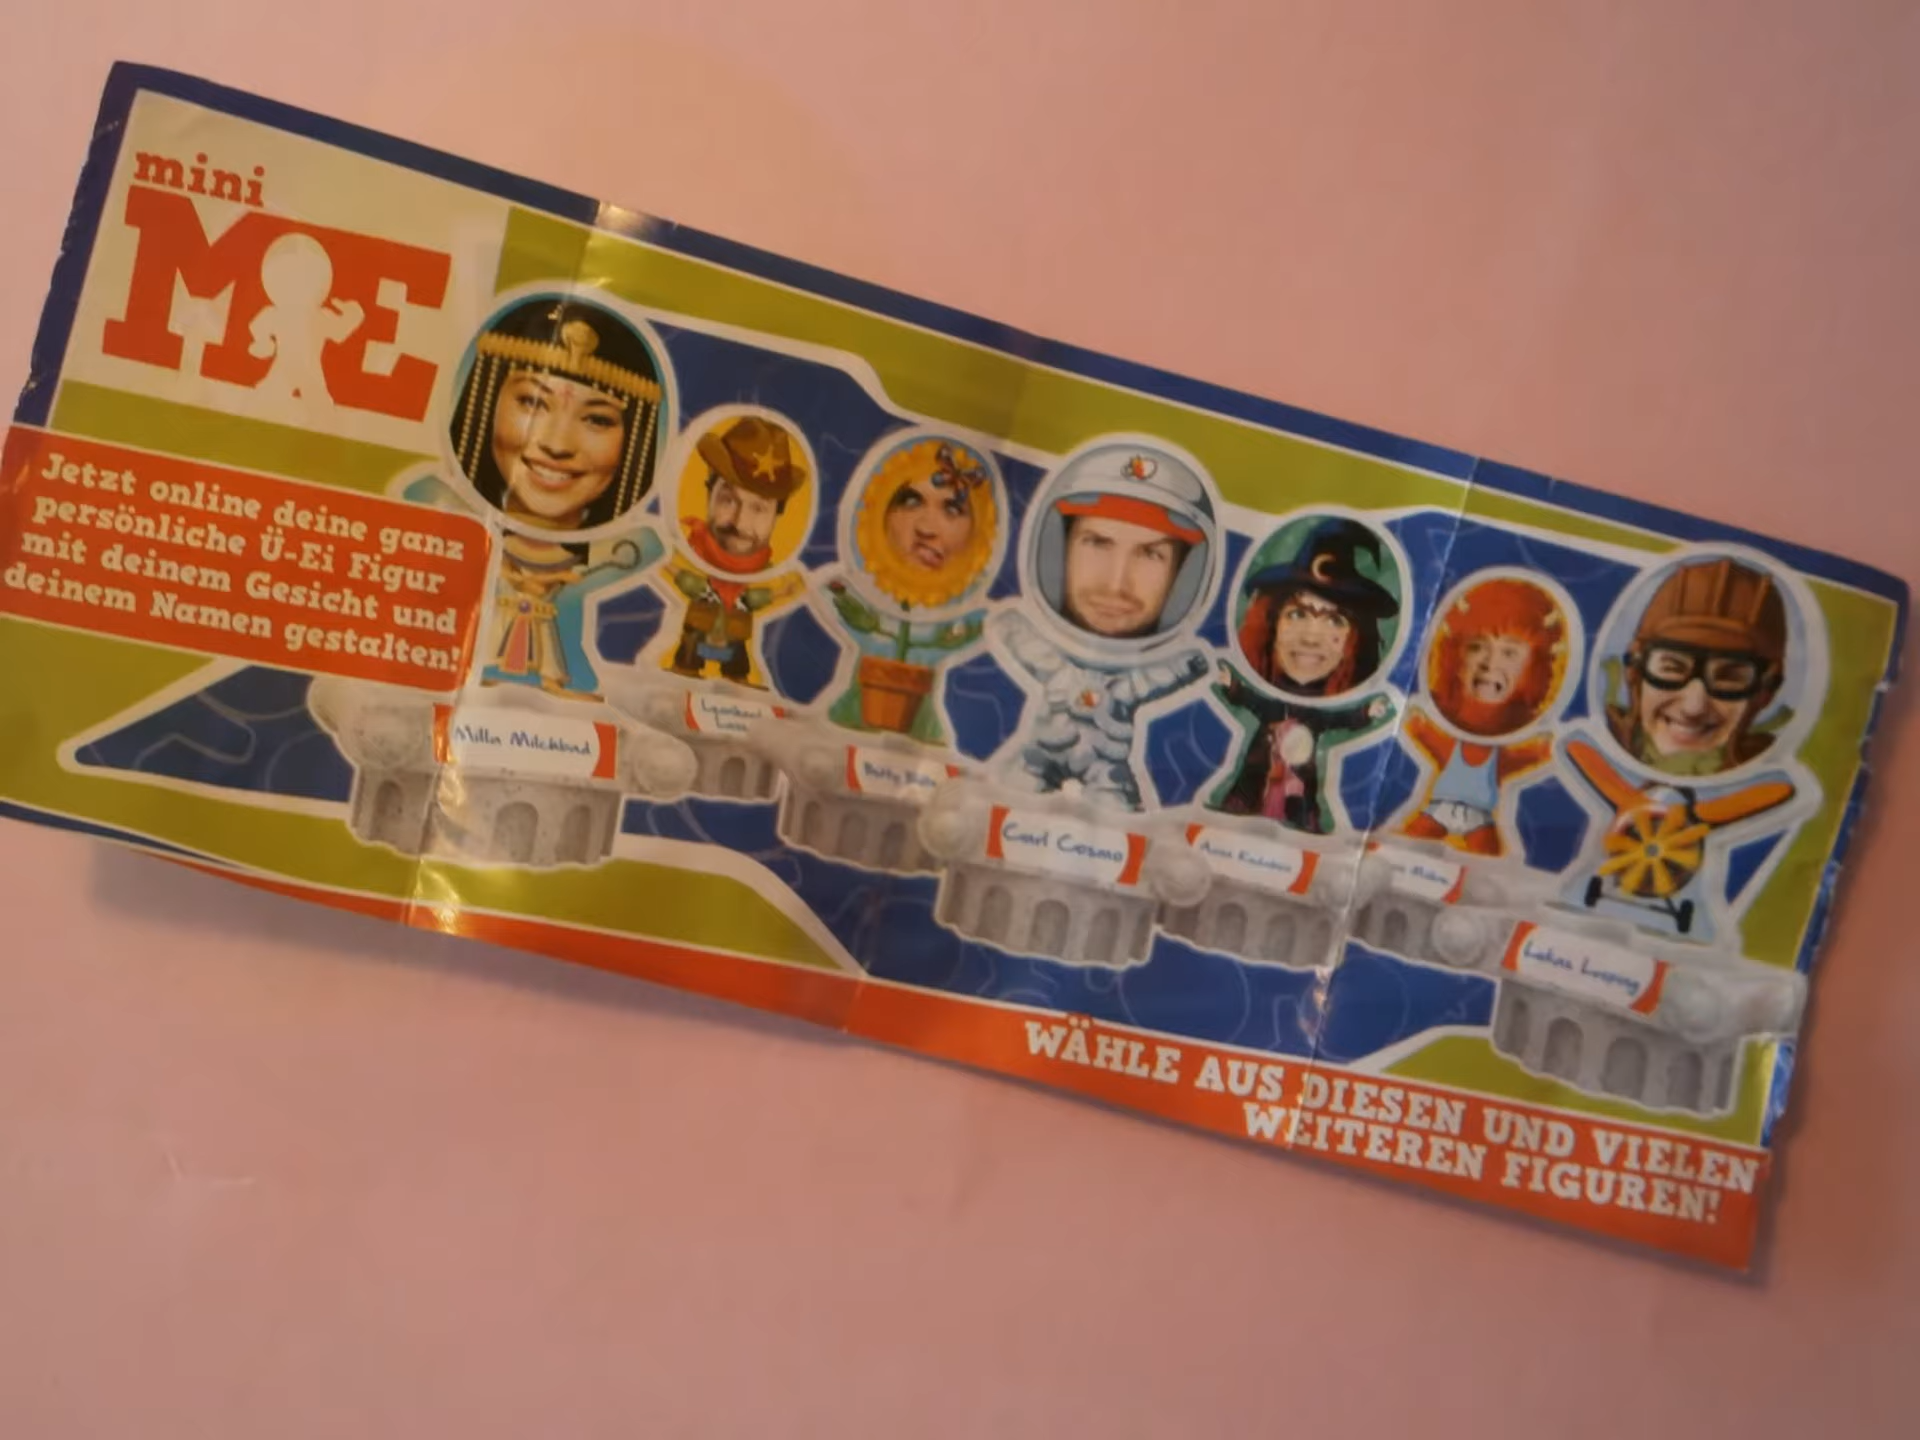 mini
ME
Jetzt online deine ganz
persönliche Ü-Ei Figur
mit deinem Gesicht und
deinem Namen gestalten!
Milla Milchbad
Carl Cosmo
Lukas Looping
WÄHLE AUS DIESEN UND VIELEN
WEITEREN FIGUREN!